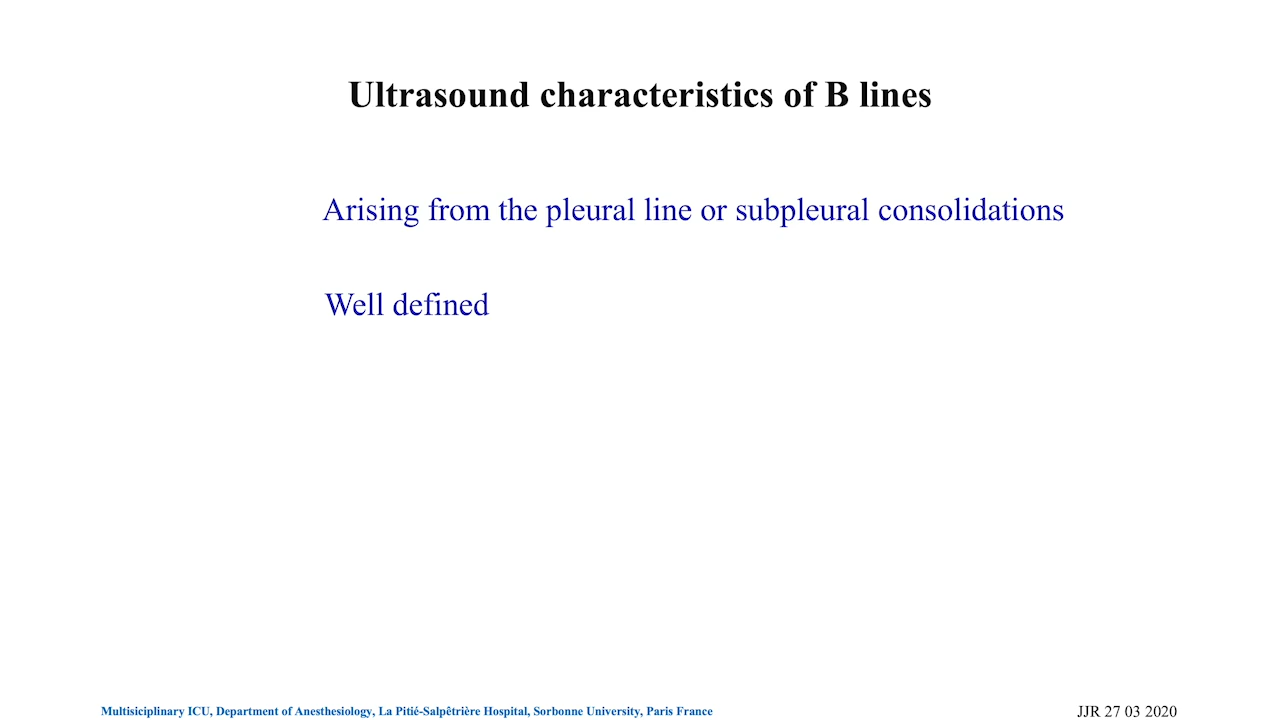 Ultrasound characteristics of B lines
Arising from the pleural line or subpleural consolidations
Well defined
Multisiciplinary ICU, Department of Anesthesiology, La Pitié-Salpêtrière Hospital, Sorbonne University, Paris France
JJR 27 03 2020